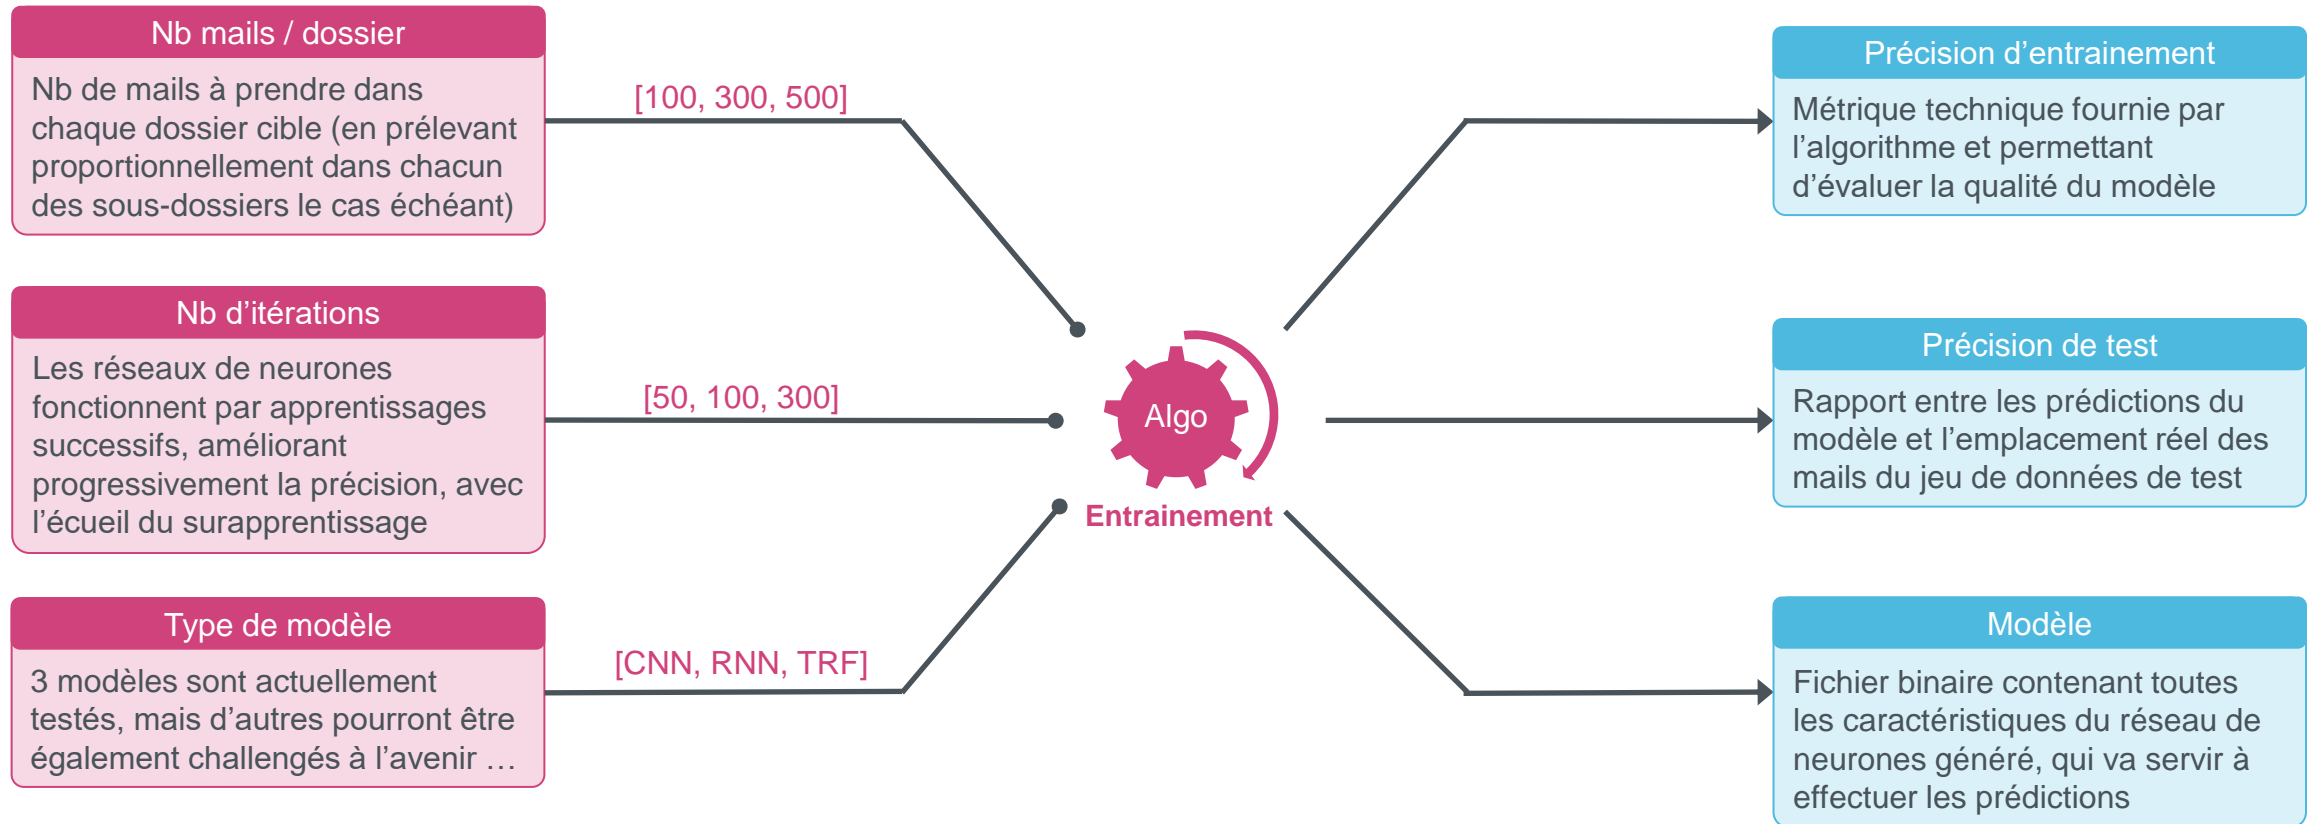 Nb mails / dossier
Nb de mails à prendre dans
chaque dossier cible (en prélevant
proportionnellement dans chacun
des sous-dossiers le cas échéant)
[100, 300, 500]
Nb d’itérations
Les réseaux de neurones
fonctionnent par apprentissages
successifs, améliorant
progressivement la précision, avec
l’écueil du surapprentissage
[50, 100, 300]
Type de modèle
3 modèles sont actuellement
testés, mais d’autres pourront être
également challengés à l’avenir …
[CNN, RNN, TRF]
Algo
Entrainement
Précision d’entrainement
Métrique technique fournie par
l’algorithme et permettant
d’évaluer la qualité du modèle
Précision de test
Rapport entre les prédictions du
modèle et l’emplacement réel des
mails du jeu de données de test
Modèle
Fichier binaire contenant toutes
les caractéristiques du réseau de
neurones généré, qui va servir à
effectuer les prédictions